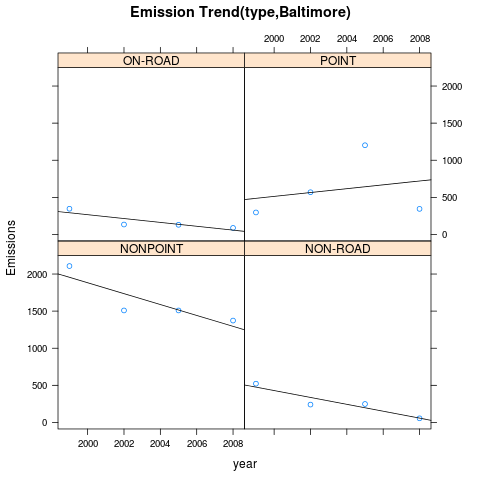 Emission Trend(type,Baltimore)
2000 2002 2004 2006 2008
ON-ROAD POINT
2000
1500
1000
500
0
NONPOINT NON-ROAD
2000
1500
1000
500
0
2000 2002 2004 2006 2008
Emissions
year